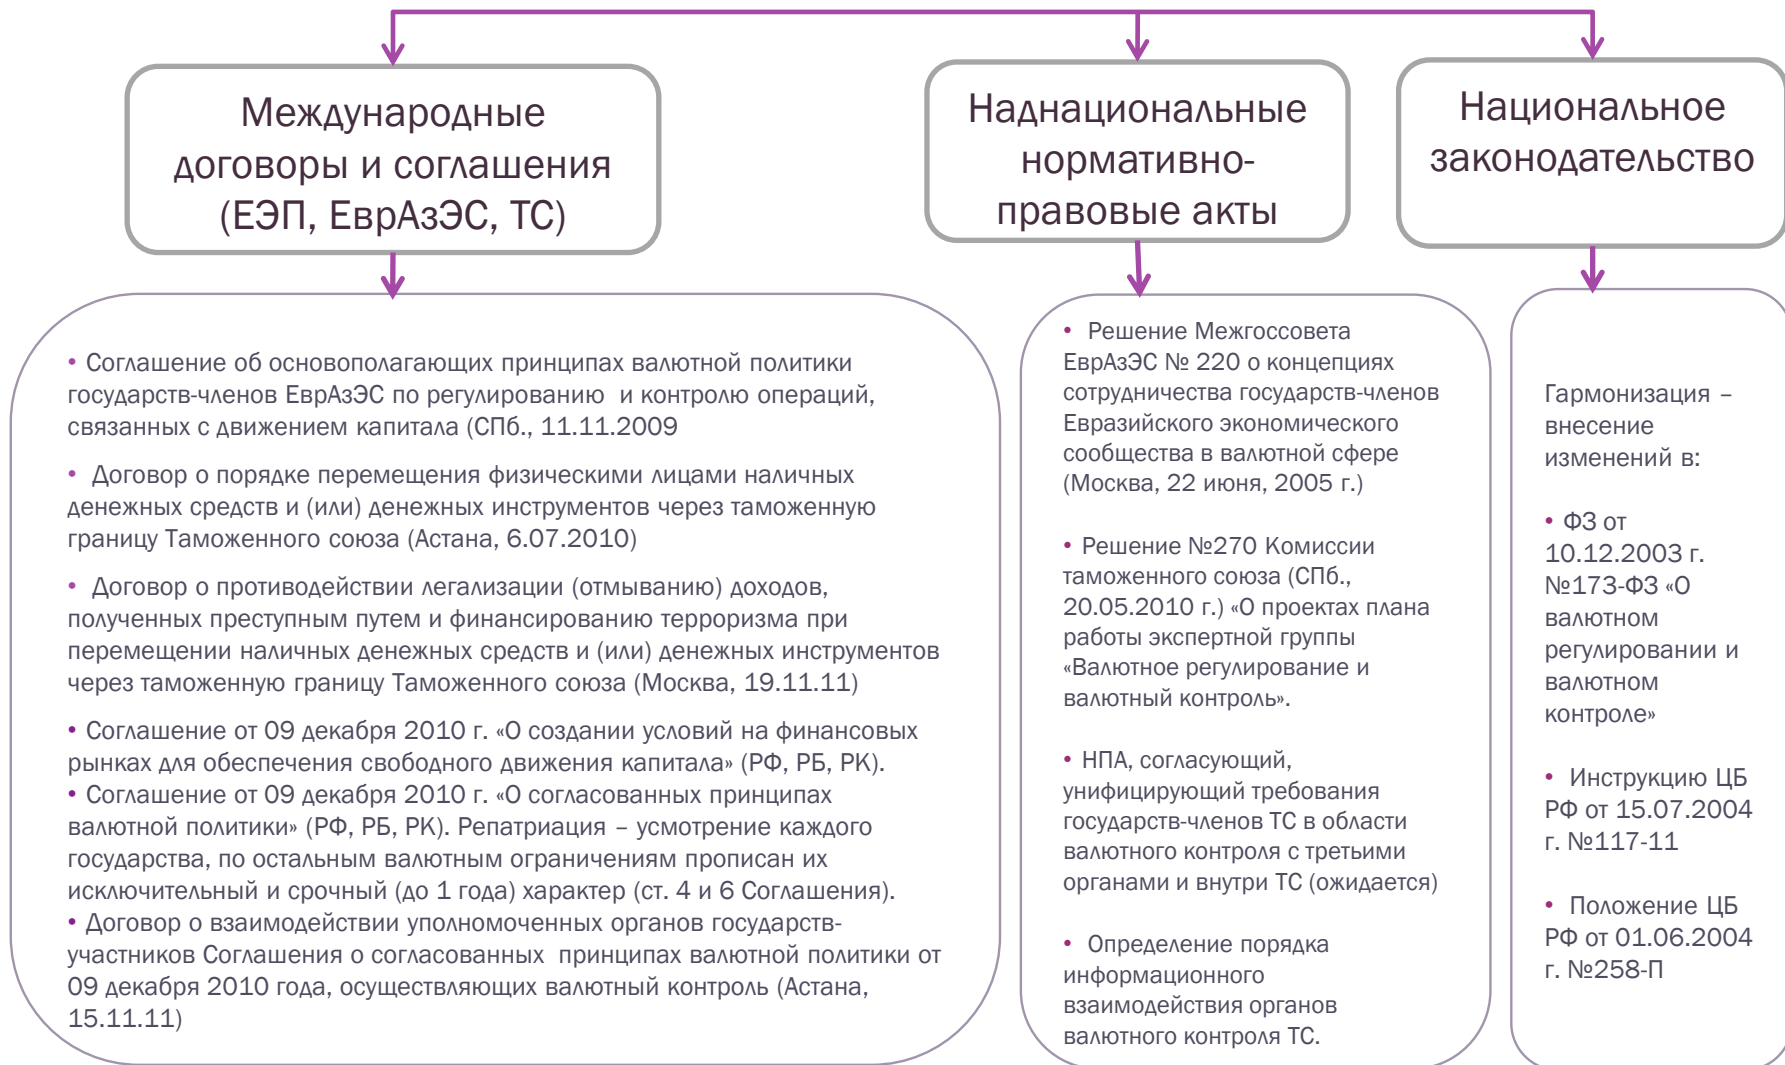 Международные
договоры и соглашения
(ЕЭП, ЕврАзЭС, ТС)
Наднациональные
нормативно-
правовые акты
Национальное
законодательство
• Соглашение об основополагающих принципах валютной политики
государств-членов ЕврАзЭС по регулированию и контролю операций,
связанных с движением капитала (СПб., 11.11.2009
• Договор о порядке перемещения физическими лицами наличных
денежных средств и (или) денежных инструментов через таможенную
границу Таможенного союза (Астана, 6.07.2010)
• Договор о противодействии легализации (отмыванию) доходов,
полученных преступным путем и финансированию терроризма при
перемещении наличных денежных средств и (или) денежных инструментов
через таможенную границу Таможенного союза (Москва, 19.11.11)
• Соглашение от 09 декабря 2010 г. «О создании условий на финансовых
рынках для обеспечения свободного движения капитала» (РФ, РБ, РК).
• Соглашение от 09 декабря 2010 г. «О согласованных принципах
валютной политики» (РФ, РБ, РК). Репатриация – усмотрение каждого
государства, по остальным валютным ограничениям прописан их
исключительный и срочный (до 1 года) характер (ст. 4 и 6 Соглашения).
• Договор о взаимодействии уполномоченных органов государств-
участников Соглашения о согласованных принципах валютной политики от
09 декабря 2010 года, осуществляющих валютный контроль (Астана,
15.11.11)
• Решение Межгоссовета
ЕврАзЭС № 220 о концепциях
сотрудничества государств-членов
Евразийского экономического
сообщества в валютной сфере
(Москва, 22 июня, 2005 г.)
• Решение №270 Комиссии
таможенного союза (СПб.,
20.05.2010 г.) «О проектах плана
работы экспертной группы
«Валютное регулирование и
валютный контроль».
• НПА, согласующий,
унифицирующий требования
государств-членов ТС в области
валютного контроля с третьими
органами и внутри ТС (ожидается)
• Определение порядка
информационного
взаимодействия органов
валютного контроля ТС.
Гармонизация –
внесение
изменений в:
• ФЗ от
10.12.2003 г.
№173-ФЗ «О
валютном
регулировании и
валютном
контроле»
• Инструкцию ЦБ
РФ от 15.07.2004
г. №117-11
• Положение ЦБ
РФ от 01.06.2004
г. №258-П